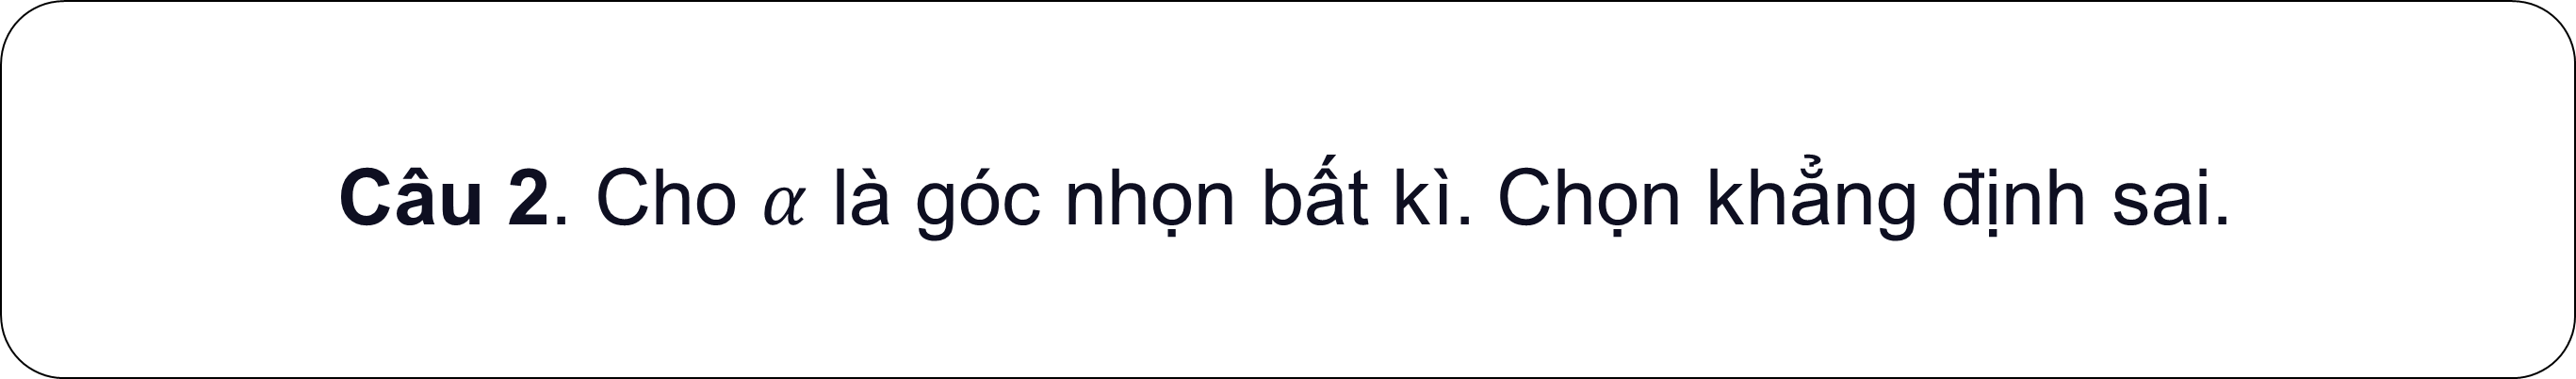 Câu 2. Cho 𝛼 là góc nhọn bất kì. Chọn khẳng định sai.